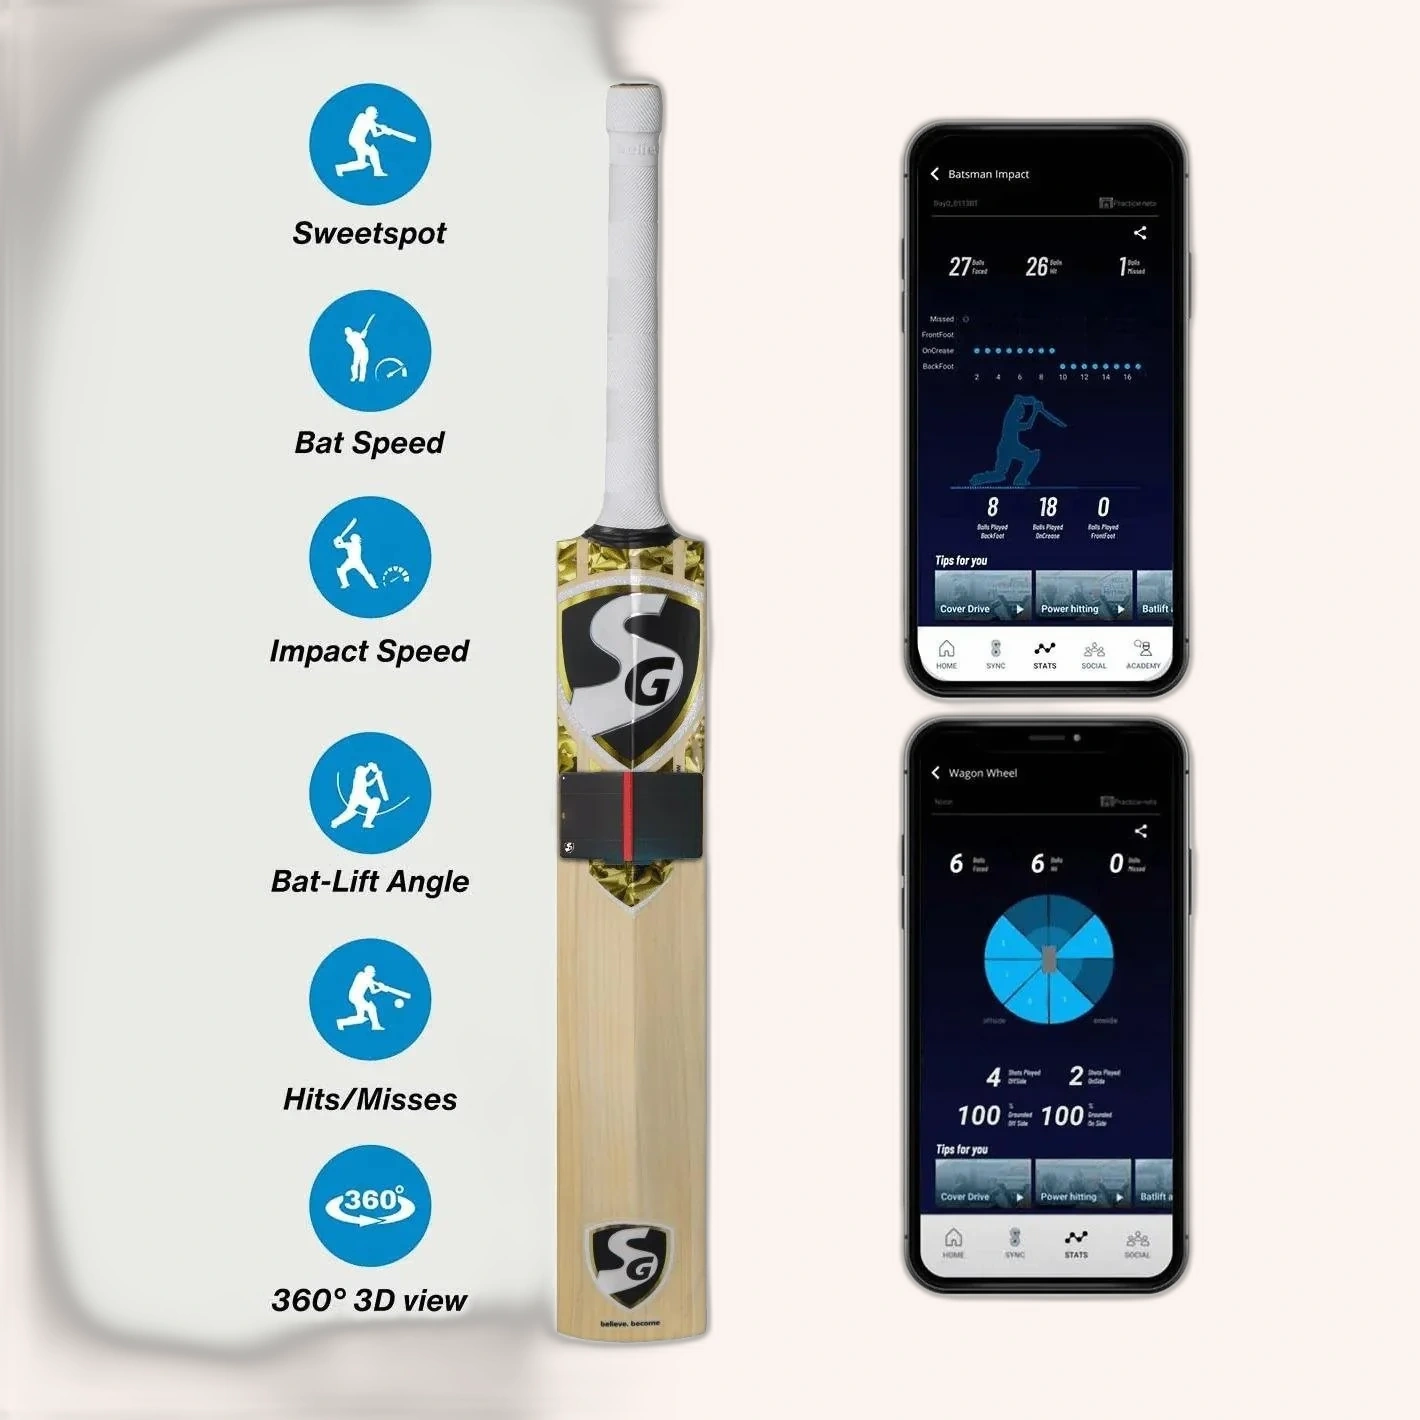 Sweetspot
Bat Speed
Impact Speed
Bat-Lift Angle
Hits/Misses
360°
360° 3D view
SG
SG
believe. become
Batsman Impact
Practice-nets
27 Balls Faced
26 Balls Hit
1 Balls Missed
Missed
FrontFoot
OnCrease
BackFoot
2 4 6 8 10 12 14 16
8 18 0
Balls Played BackFoot
Balls Played OnCrease
Balls Played FrontFoot
Tips for you
Cover Drive
Power hitting
Batlift
HOME SYNC STATS SOCIAL ACADEMY
Wagon Wheel
Practice-nets
6 Balls Faced
6 Balls Hit
0 Balls Missed
offside
onside
4 Shots Played OffSide
2 Shots Played OnSide
100 % Grounded Off Side
100 % Grounded On Side
Tips for you
Cover Drive
Power hitting
Batlift a
HOME SYNC STATS SOCIAL